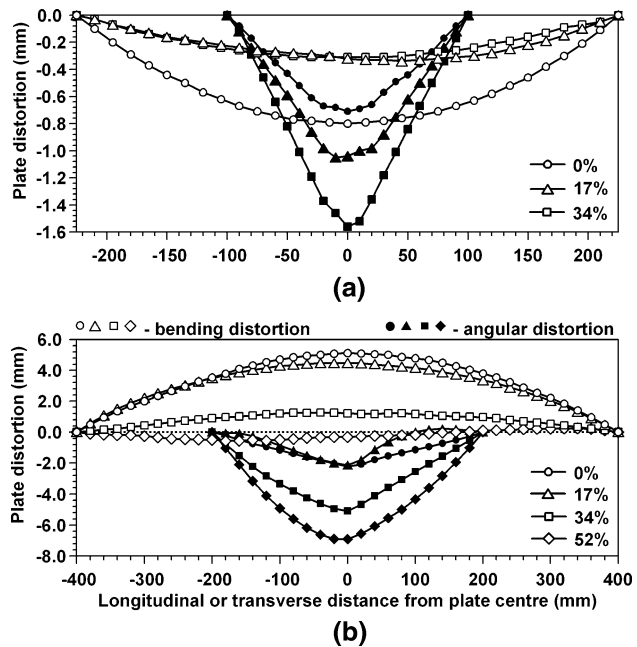 0.0
-0.2
-0.4
-0.6
-0.8
-1.0
-1.2
-1.4
-1.6
Plate distortion (mm)
0%
17%
34%
-200 -150 -100 -50 0 50 100 150 200
(a)
- bending distortion
- angular distortion
6.0
4.0
2.0
0.0
-2.0
-4.0
-6.0
-8.0
Plate distortion (mm)
0%
17%
34%
52%
-400 -300 -200 -100 0 100 200 300 400
Longitudinal or transverse distance from plate centre (mm)
(b)